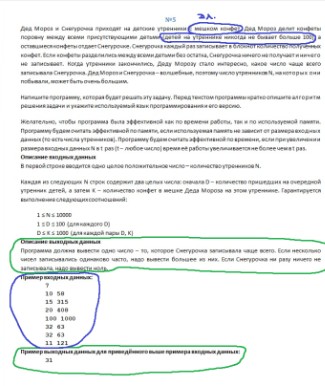 зл.
№5
Дед Мороз и Снегурочка приходят на детские утренники с мешком конфет. Дед Мороз делит конфеты
поровну между всеми присутствующими детьми (детей на утреннике никогда не бывает больше 100), а
оставшиеся конфеты отдает Снегурочке. Снегурочка каждый раз записывает в блокнот количество полученных
конфет. Если конфеты разделились между всеми детьми без остатка, Снегурочка ничего не получает и ничего
не записывает. Когда утренники закончились, Деду Морозу стало интересно, какое число чаще всего
записывала Снегурочка. Дед Мороз и Снегурочка – волшебные, поэтому число утренников N, на которых они
побывали, может быть очень большим.
Напишите программу, которая будет решать эту задачу. Перед текстом программы кратко опишите алгоритм
решения задачи и укажите используемый язык программирования и его версию.
Желательно, чтобы программа была эффективной как по времени работы, так и по используемой памяти.
Программу будем считать эффективной по памяти, если используемая память не зависит от размера входных
данных (то есть числа утренников). Программу будем считать эффективной по времени, если при увеличении
размера входных данных N в t раз (t – любое число) время её работы увеличивается не более чем в t раз.
Описание входных данных
В первой строке вводится одно целое положительное число – количество утренников N.
Каждая из следующих N строк содержит два целых числа: сначала D – количество пришедших на очередной
утренник детей, а затем K – количество конфет в мешке Деда Мороза на этом утреннике. Гарантируется
выполнение следующих соотношений:
1 ≤ N ≤ 10000
1 ≤ D ≤ 100 (для каждого D)
D ≤ K ≤ 1000 (для каждой пары D, K)
Описание выходных данных
Программа должна вывести одно число – то, которое Снегурочка записывала чаще всего. Если несколько
чисел записывались одинаково часто, надо вывести большее из них. Если Снегурочка ни разу ничего не
записывала, надо вывести ноль.
Пример входных данных:
7
10 58
15 315
20 408
100 1000
32 63
32 63
11 121
Пример выходных данных для приведённого выше примера входных данных:
31